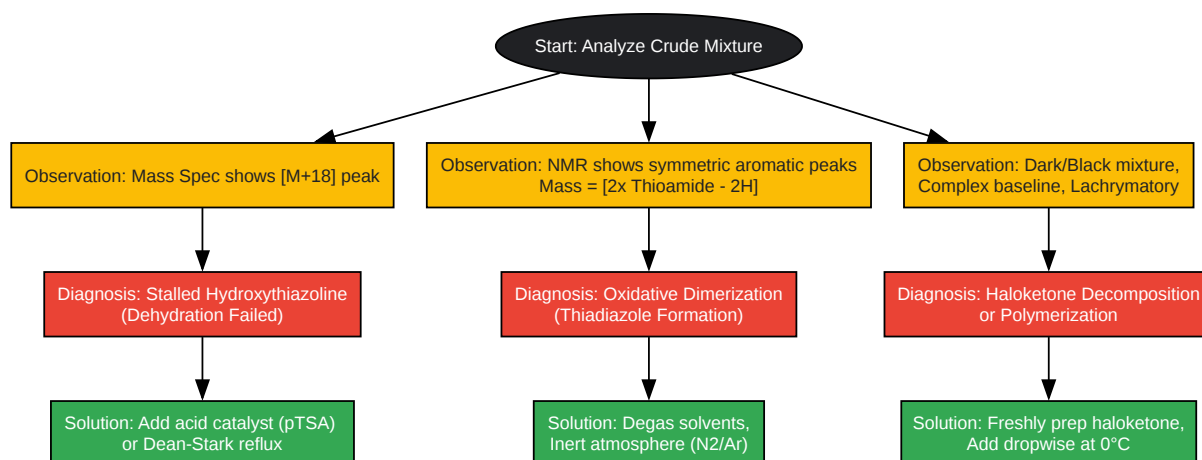 Start: Analyze Crude Mixture
Observation: Mass Spec shows [M+18] peak
Observation: NMR shows symmetric aromatic peaks
Mass = [2x Thioamide - 2H]
Observation: Dark/Black mixture,
Complex baseline, Lachrymatory
Diagnosis: Stalled Hydroxythiazoline
(Dehydration Failed)
Diagnosis: Oxidative Dimerization
(Thiadiazole Formation)
Diagnosis: Haloketone Decomposition
or Polymerization
Solution: Add acid catalyst (pTSA)
or Dean-Stark reflux
Solution: Degas solvents,
Inert atmosphere (N2/Ar)
Solution: Freshly prep haloketone,
Add dropwise at 0°C